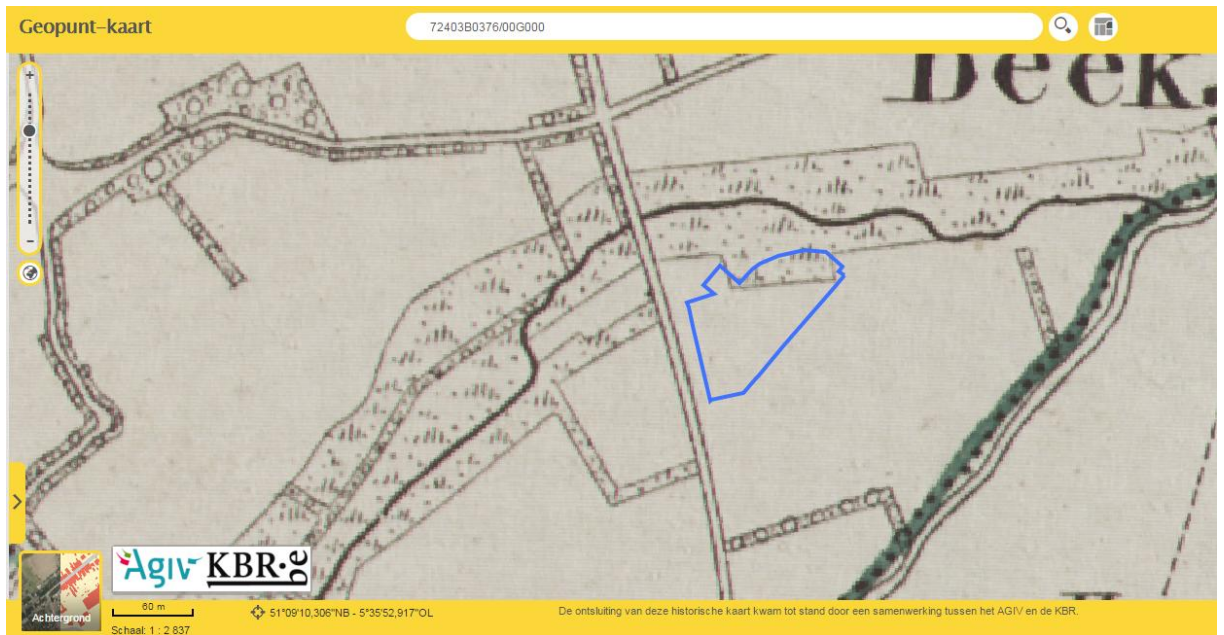 Geopunt-kaart
72403B0376/00G000
Beek.
+
−
>
Agiv KBR.be
Achtergrond
60 m
Schaal: 1 : 2 837
51°09'10,306"NB - 5°35'52,917"OL
De ontsluiting van deze historische kaart kwam tot stand door een samenwerking tussen het AGIV en de KBR.